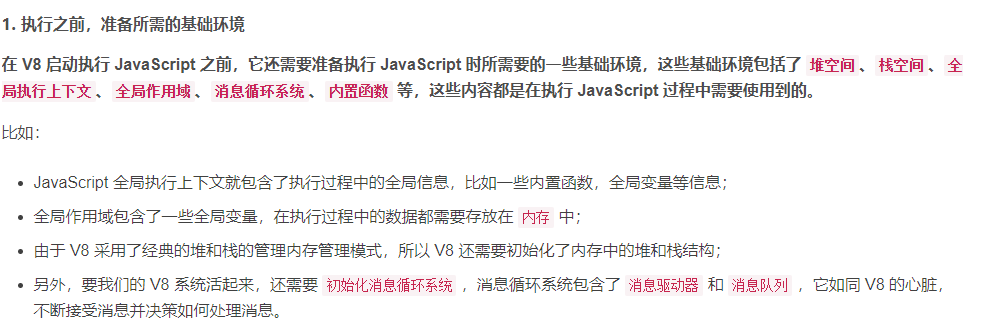 1. 执行之前，准备所需的基础环境
在 V8 启动执行 JavaScript 之前，它还需要准备执行 JavaScript 时所需要的一些基础环境，这些基础环境包括了 堆空间 、 栈空间 、 全
局执行上下文 、 全局作用域 、 消息循环系统 、 内置函数 等，这些内容都是在执行 JavaScript 过程中需要使用到的。
比如：
• JavaScript 全局执行上下文就包含了执行过程中的全局信息，比如一些内置函数，全局变量等信息；
• 全局作用域包含了一些全局变量，在执行过程中的数据都需要存放在 内存 中；
• 由于 V8 采用了经典的堆和栈的管理内存管理模式，所以 V8 还需要初始化了内存中的堆和栈结构；
• 另外，要我们的 V8 系统活起来，还需要 初始化消息循环系统 ，消息循环系统包含了 消息驱动器 和 消息队列 ，它如同 V8 的心脏，
不断接受消息并决策如何处理消息。